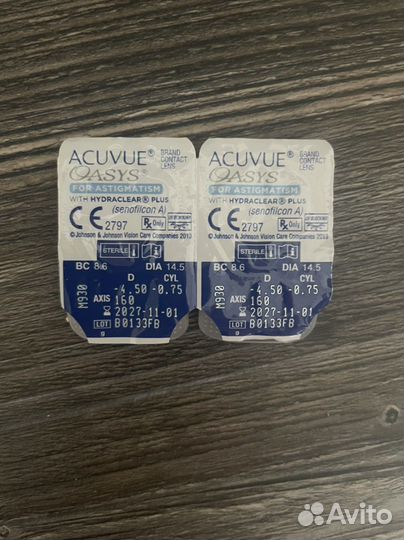 ACUVUE® BRAND CONTACT LENS
OASYS®
FOR ASTIGMATISM
WITH HYDRACLEAR® PLUS
(senofilcon A)
CE 2797 Rx Only
© Johnson & Johnson Vision Care Companies
STERILE
BC 8.6 DIA 14.5
D CYL
M930
-4.50 -0.75
AXIS 160
2027-11-01
LOT B0133FB
g
ACUVUE® BRAND CONTACT LENS
OASYS®
FOR ASTIGMATISM
WITH HYDRACLEAR® PLUS
(senofilcon A)
CE 2797 Rx Only
© Johnson & Johnson Vision Care Companies
STERILE
BC 8.6 DIA 14.5
D CYL
M930
-4.50 -0.75
AXIS 160
2027-11-01
LOT B0133FB
g
Avito